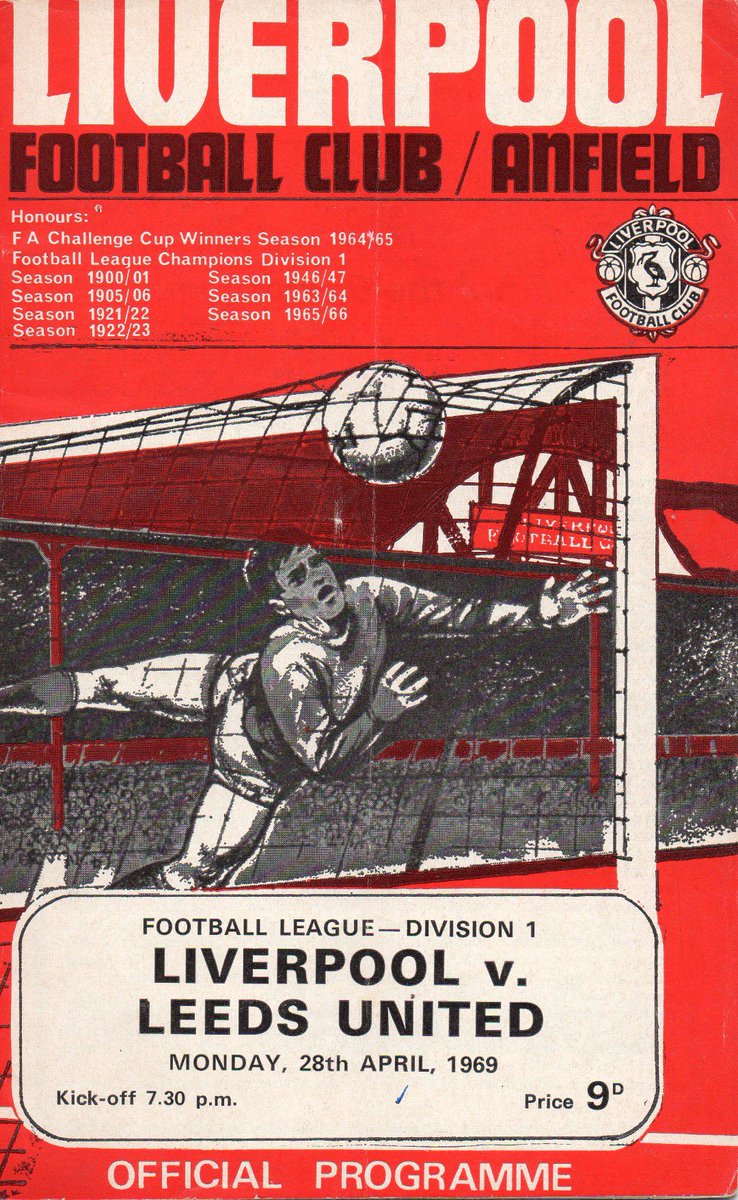 LIVERPOOL
FOOTBALL CLUB / ANFIELD
Honours:
F A Challenge Cup Winners Season 1964/65
Football League Champions Division 1
Season 1900/01 Season 1946/47
Season 1905/06 Season 1963/64
Season 1921/22 Season 1965/66
Season 1922/23
LIVERPOOL
FOOTBALL CLUB
LIVERPO
FOOTBALL C
FOOTBALL LEAGUE—DIVISION 1
LIVERPOOL v.
LEEDS UNITED
MONDAY, 28th APRIL, 1969
Kick-off 7.30 p.m. Price 9D
OFFICIAL PROGRAMME